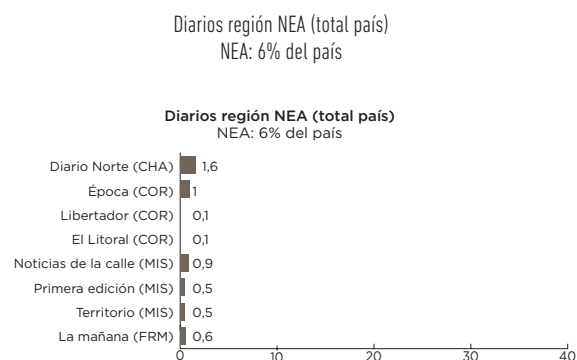 Diarios región NEA (total país)
NEA: 6% del país
Diarios región NEA (total país)
NEA: 6% del país
Diario Norte (CHA) 1,6
Época (COR) 1
Libertador (COR) 0,1
El Litoral (COR) 0,1
Noticias de la calle (MIS) 0,9
Primera edición (MIS) 0,5
Territorio (MIS) 0,5
La mañana (FRM) 0,6
0 10 20 30 40